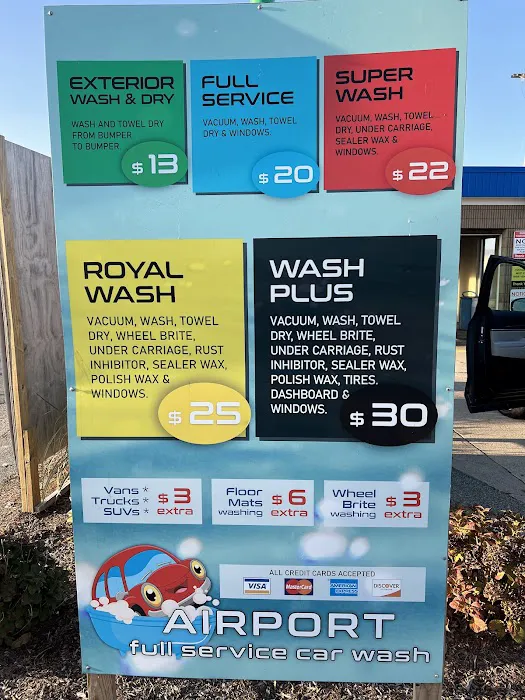 EXTERIOR
WASH & DRY
WASH AND TOWEL DRY
FROM BUMPER
TO BUMPER.
$ 13
FULL
SERVICE
VACUUM, WASH, TOWEL
DRY & WINDOWS.
$ 20
SUPER
WASH
VACUUM, WASH, TOWEL
DRY, UNDER CARRIAGE,
SEALER WAX &
WINDOWS.
$ 22
ROYAL
WASH
VACUUM, WASH, TOWEL
DRY, WHEEL BRITE,
UNDER CARRIAGE, RUST
INHIBITOR, SEALER WAX,
POLISH WAX &
WINDOWS.
$ 25
WASH
PLUS
VACUUM, WASH, TOWEL
DRY, WHEEL BRITE,
UNDER CARRIAGE, RUST
INHIBITOR, SEALER WAX,
POLISH WAX, TIRES.
DASHBOARD &
WINDOWS.
$ 30
Vans *
Trucks *
SUVs *
$ 3
extra
Floor
Mats
washing
$ 6
extra
Wheel
Brite
washing
$ 3
extra
ALL CREDIT CARDS ACCEPTED
VISA
MasterCard
AMERICAN
EXPRESS
DISCOVER
AIRPORT
full service car wash